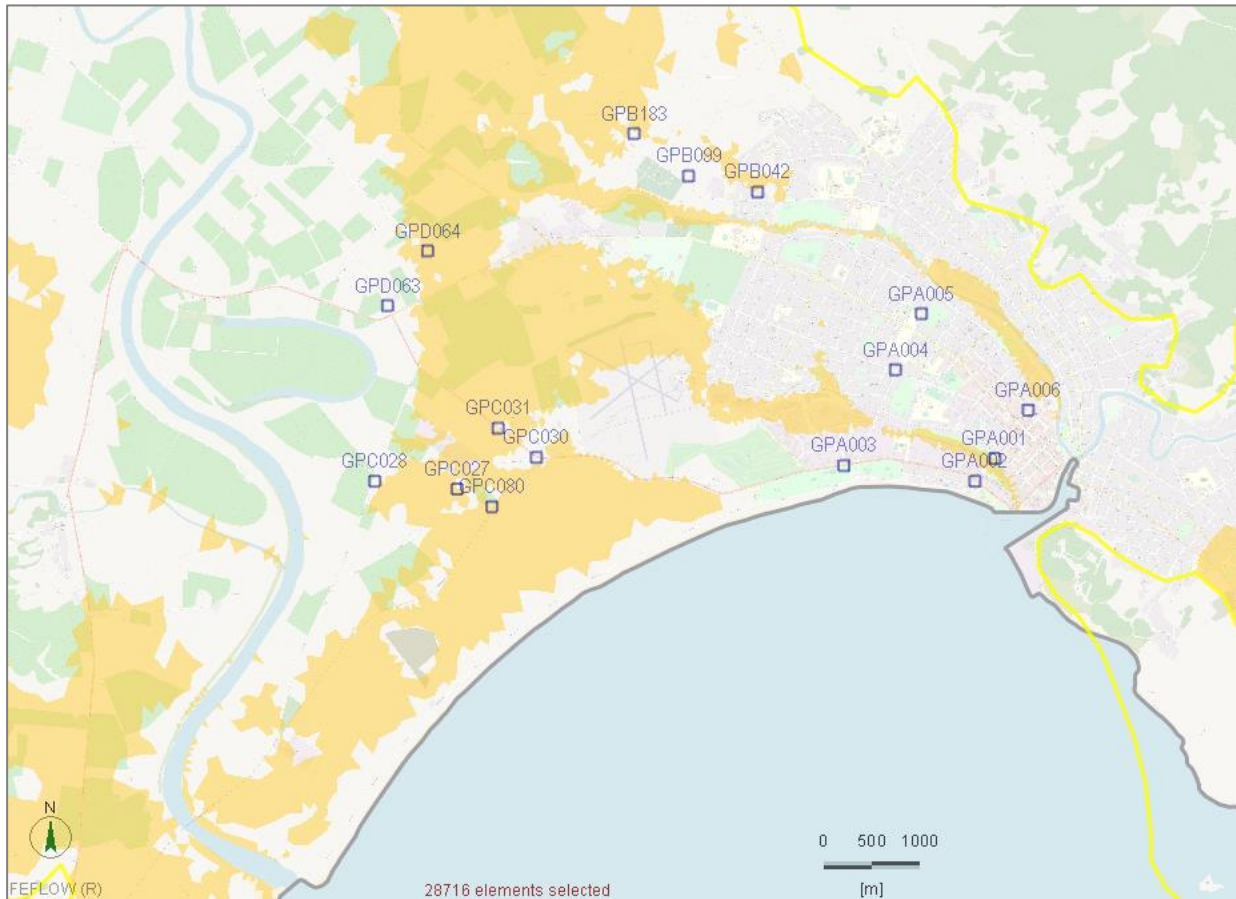 GPB183
GPB099
GPB042
GPD064
GPD063
GPA005
GPA004
GPA006
GPC031
GPC030
GPA003
GPA001
GPC028
GPC027
GPA002
GPC080
N
0 500 1000
[m]
FEFLOW (R)
28716 elements selected